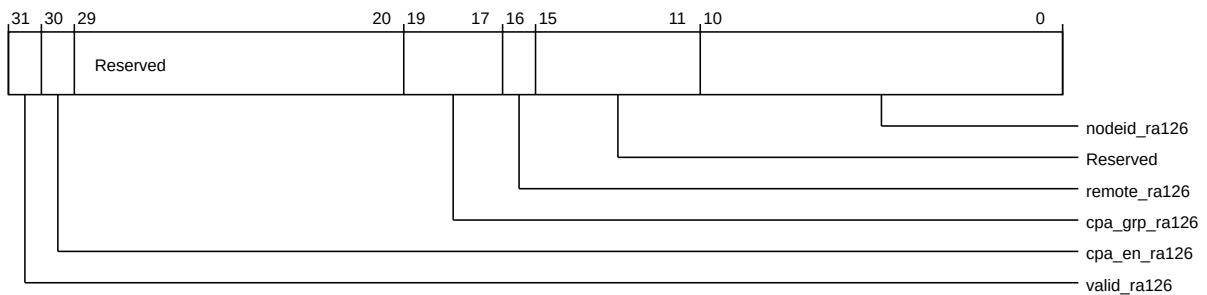 31 30 29 20 19 17 16 15 11 10 0
Reserved
nodeid_ra126
Reserved
remote_ra126
cpa_grp_ra126
cpa_en_ra126
valid_ra126